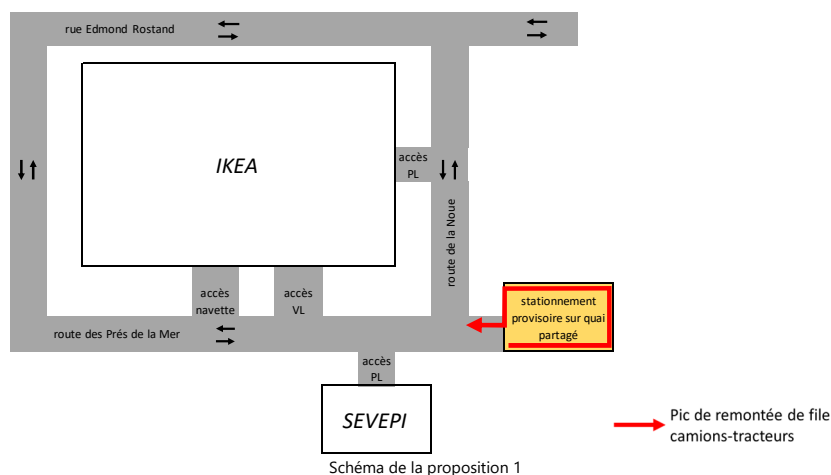 rue Edmond Rostand
IKEA
accès
PL
route de la Noue
accès
navette
accès
VL
stationnement
provisoire sur quai
partagé
route des Prés de la Mer
accès
PL
SEVEPI
Pic de remontée de file
camions-tracteurs
Schéma de la proposition 1